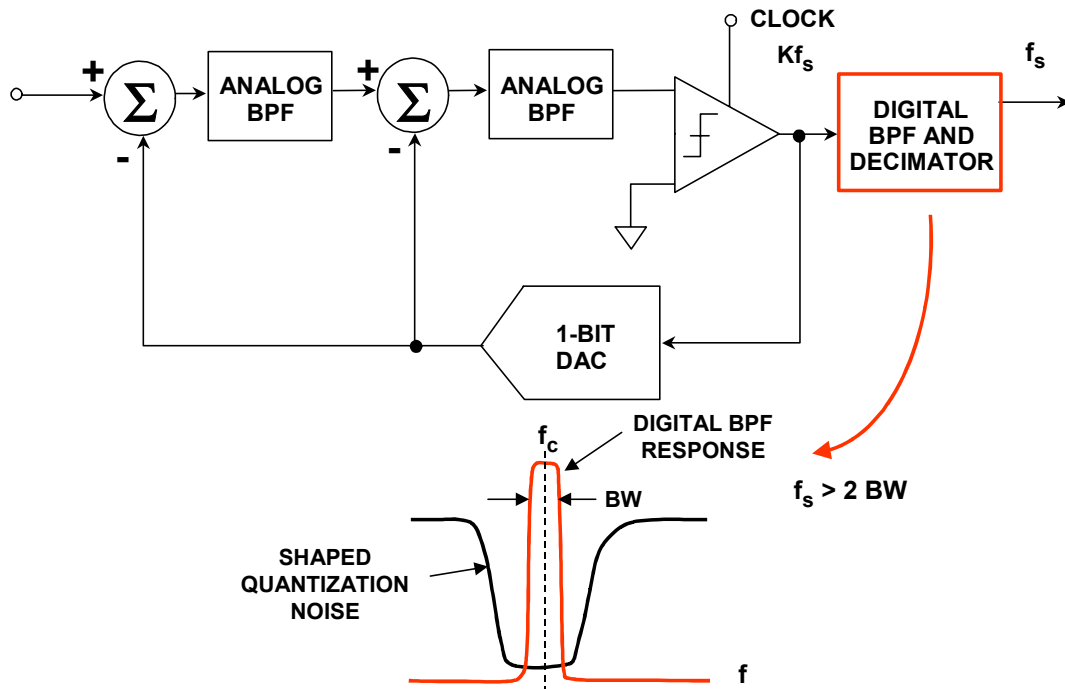 CLOCK
Kfs
fs
+
Σ
-
ANALOG
BPF
+
Σ
-
ANALOG
BPF
DIGITAL
BPF AND
DECIMATOR
1-BIT
DAC
fc
DIGITAL BPF
RESPONSE
BW
fs > 2 BW
SHAPED
QUANTIZATION
NOISE
f